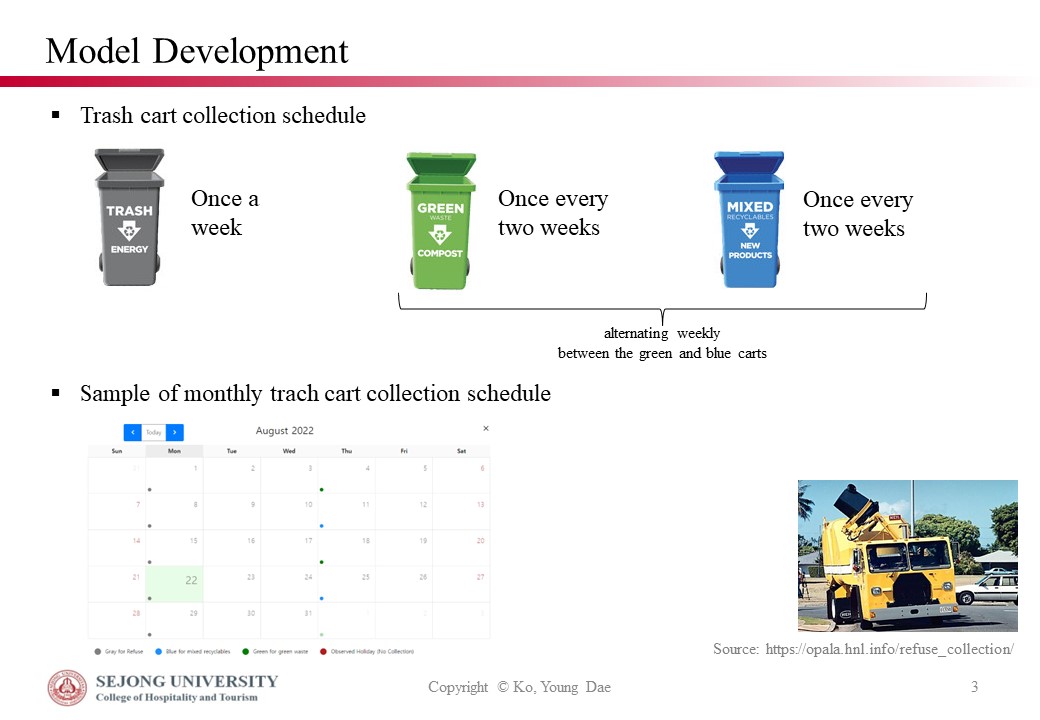 Model Development
▪ Trash cart collection schedule
TRASH
ENERGY
Once a
week
GREEN
WASTE
COMPOST
Once every
two weeks
MIXED
RECYCLABLES
NEW
PRODUCTS
Once every
two weeks
alternating weekly
between the green and blue carts
▪ Sample of monthly trach cart collection schedule
< Today > August 2022 ×
Sun Mon Tue Wed Thu Fri Sat
1 2 3 4 5 6
7 8 9 10 11 12 13
14 15 16 17 18 19 20
21 22 23 24 25 26 27
28 29 30 31
Gray for Refuse Blue for mixed recyclables Green for green waste Observed Holiday (No Collection)
Source: https://opala.hnl.info/refuse_collection/
SEJONG UNIVERSITY
College of Hospitality and Tourism
Copyright © Ko, Young Dae
3